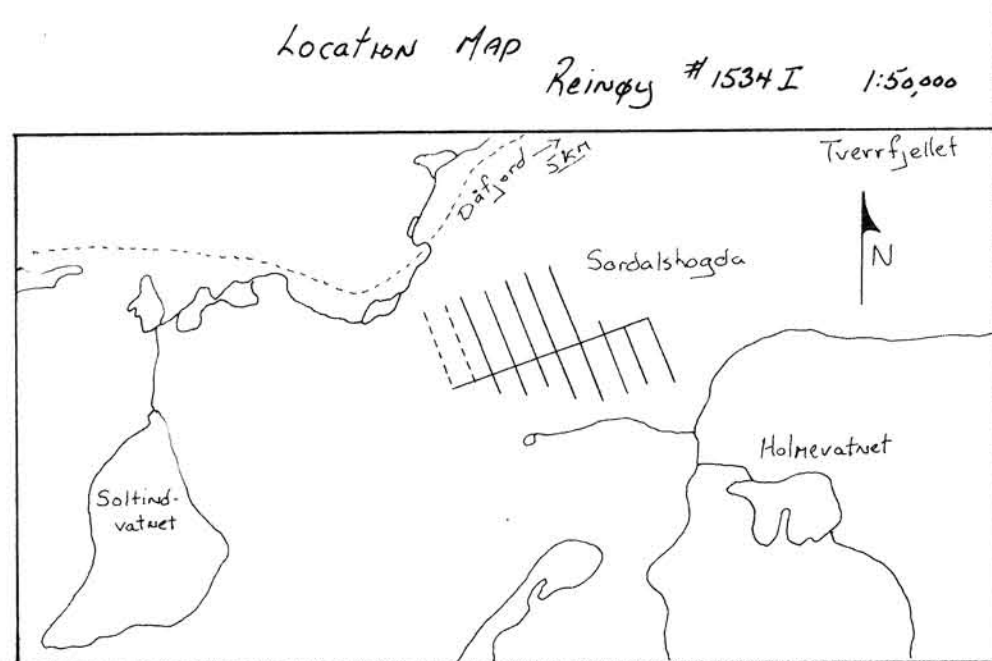 Location Map
Reinøy #1534 I 1:50,000
Tverrfjellet
Dåfjord
5km
N
Sordalshogda
Holmevatnet
Soltind-
vatnet